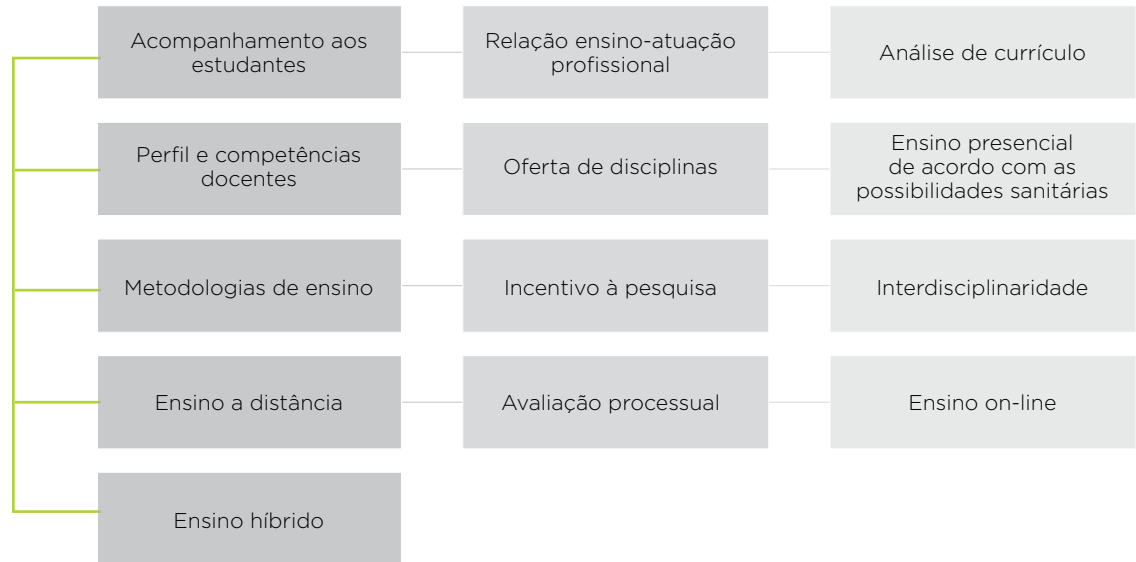 Acompanhamento aos
estudantes
Relação ensino-atuação
profissional
Análise de currículo
Perfil e competências
docentes
Oferta de disciplinas
Ensino presencial
de acordo com as
possibilidades sanitárias
Metodologias de ensino
Incentivo à pesquisa
Interdisciplinaridade
Ensino a distância
Avaliação processual
Ensino on-line
Ensino híbrido